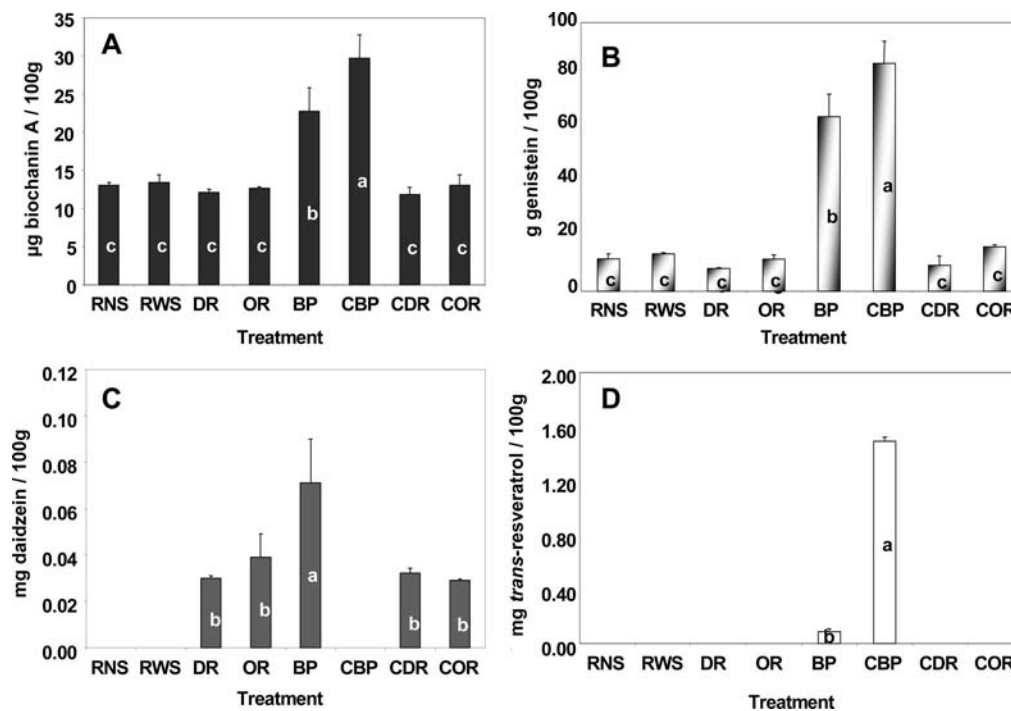 A
µg biochanin A / 100g
35
30
25
20
15
10
5
0
c c c c b a c c
RNS RWS DR OR BP CBP CDR COR
Treatment
B
g genistein / 100g
100
80
60
40
20
0
c c c c b a c c
RNS RWS DR OR BP CBP CDR COR
Treatment
C
mg daidzein / 100g
0.12
0.10
0.08
0.06
0.04
0.02
0.00
b b a b b
RNS RWS DR OR BP CBP CDR COR
Treatment
D
mg trans-resveratrol / 100g
2.00
1.60
1.20
0.80
0.40
0.00
b a
RNS RWS DR OR BP CBP CDR COR
Treatment